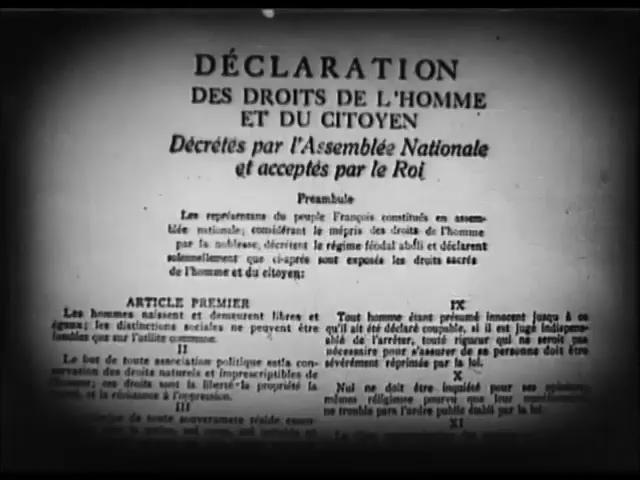 DÉCLARATION
DES DROITS DE L'HOMME
ET DU CITOYEN
Décrétés par l'Assemblée Nationale
et acceptés par le Roi
Préambule
Les représentans du peuple François constitués en assem-
blée nationale; considérant le mépris des droits de l'homme
par la noblesse, décrètent le régime féodal aboli et déclarent
solennellement que ci-après sont exposés les droits sacrés
de l'homme et du citoyen:
ARTICLE PREMIER
Les hommes naissent et demeurent libres et
égaux; les distinctions sociales ne peuvent être
fondées que sur l'utilité commune.
II
Le but de toute association politique est la con-
servation des droits naturels et imprescriptibles de
l'homme; ces droits sont la liberté la propriété la
et la résistance à l'oppression.
III
de toute souveraineté réside essen-
IX
Tout homme étant présumé innocent jusqu'à ce
qu'il ait été déclaré coupable, si il est jugé indispens-
able de l'arrêter, toute rigueur qui ne seroit pas
nécessaire pour s'assurer de sa personne doit être
sévèrement réprimée par la loi.
X
Nul ne doit être inquiété pour ses opinions,
mêmes réligieuse pourvu que leur manifestation
ne trouble pars l'ordre public établi par la loi.
XI